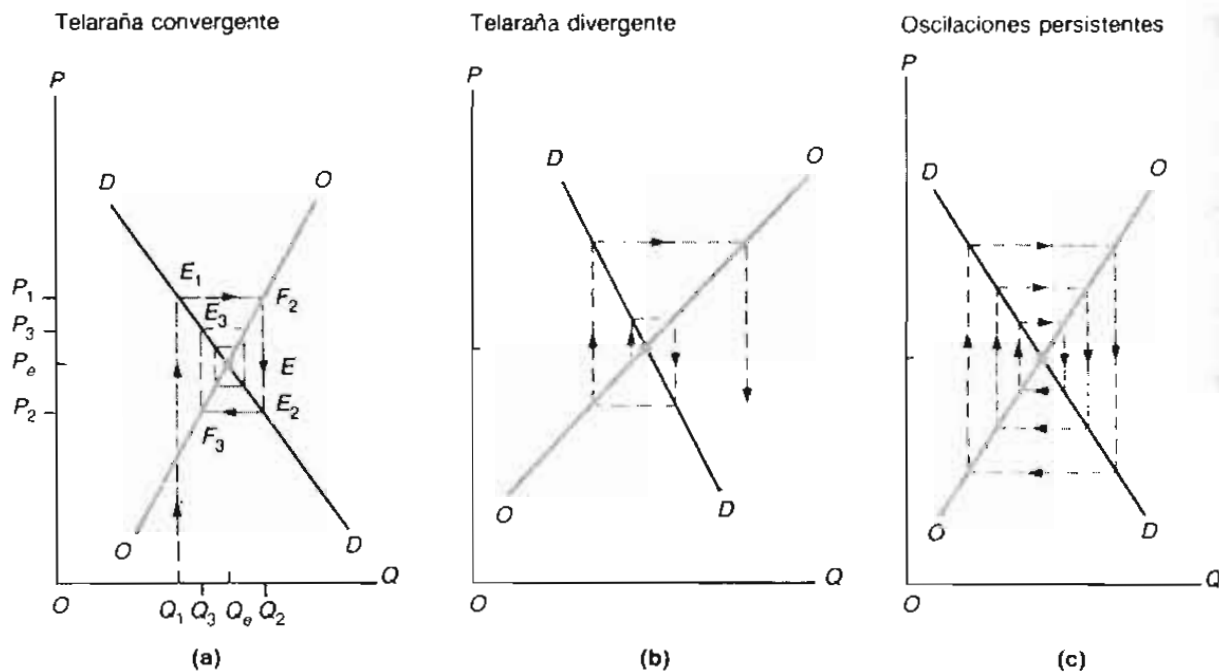 Telaraña convergente
Telaraña divergente
Oscilaciones persistentes
P
D
O
E₁
F₂
E₃
E
E₂
F₃
P₁
P₃
Pₑ
P₂
O
D
Q
O
Q₁ Q₃ Qₑ Q₂
(a)
P
D
O
O
D
O
Q
(b)
P
D
O
O
D
O
Q
(c)